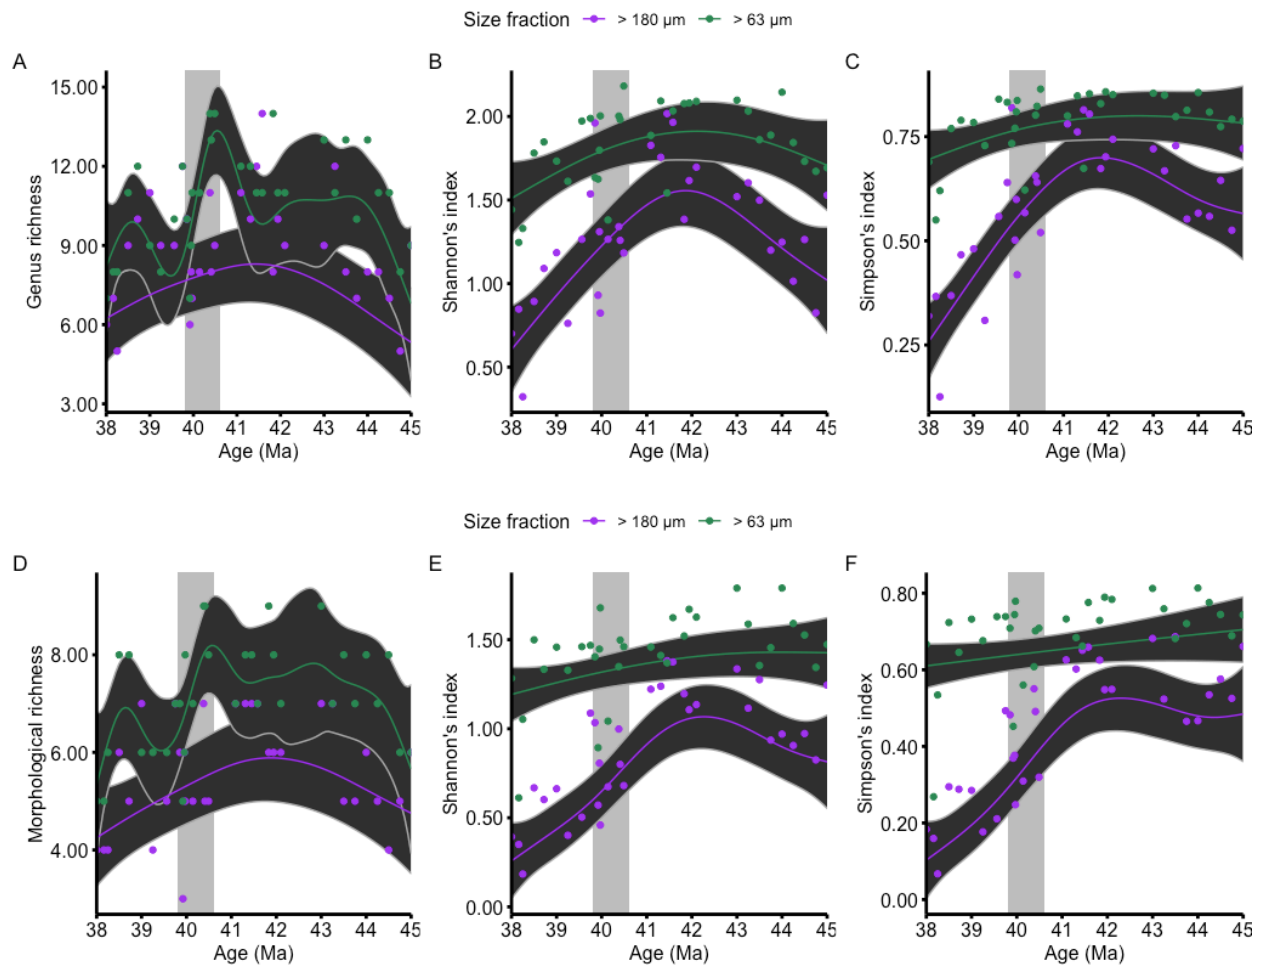 Size fraction > 180 µm > 63 µm
A
15.00
12.00
9.00
6.00
3.00
Genus richness
38 39 40 41 42 43 44 45
Age (Ma)
B
2.00
1.50
1.00
0.50
Shannon's index
38 39 40 41 42 43 44 45
Age (Ma)
C
0.75
0.50
0.25
Simpson's index
38 39 40 41 42 43 44 45
Age (Ma)
Size fraction > 180 µm > 63 µm
D
8.00
6.00
4.00
Morphological richness
38 39 40 41 42 43 44 45
Age (Ma)
E
1.50
1.00
0.50
0.00
Shannon's index
38 39 40 41 42 43 44 45
Age (Ma)
F
0.80
0.60
0.40
0.20
0.00
Simpson's index
38 39 40 41 42 43 44 45
Age (Ma)